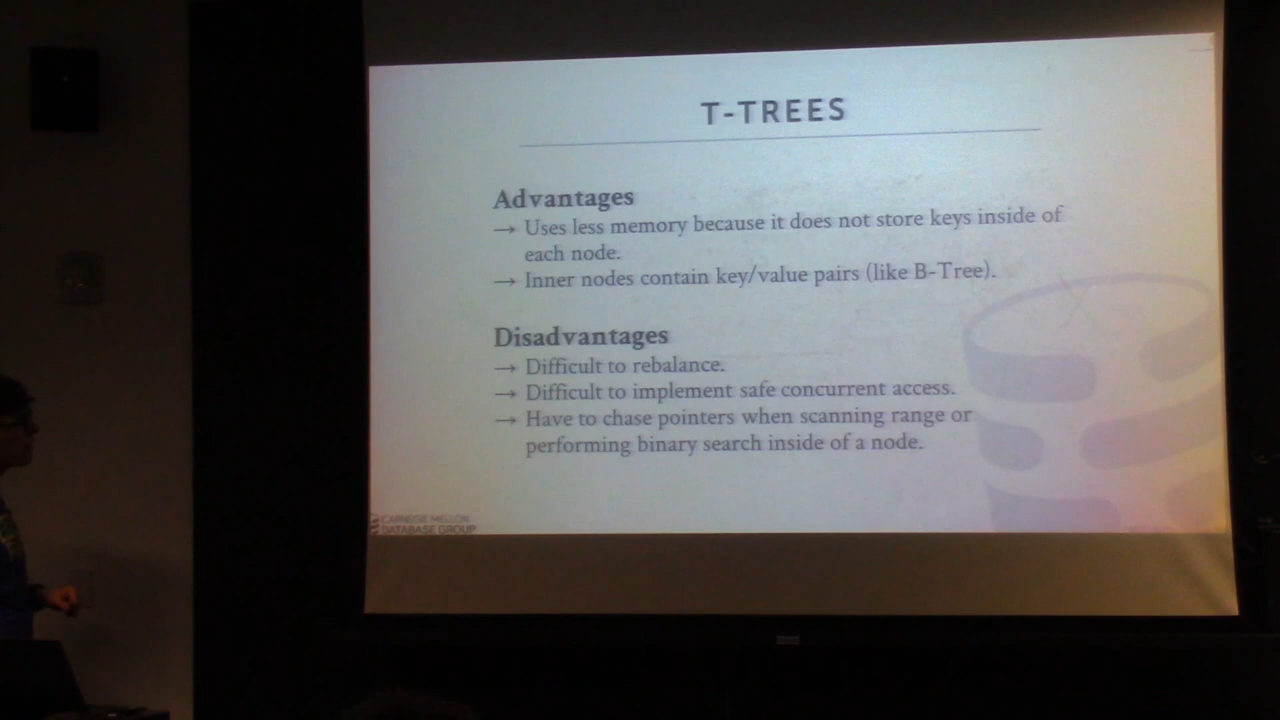 T-TREES
Advantages
→ Uses less memory because it does not store keys inside of
each node.
→ Inner nodes contain key/value pairs (like B-Tree).
Disadvantages
→ Difficult to rebalance.
→ Difficult to implement safe concurrent access.
→ Have to chase pointers when scanning range or
performing binary search inside of a node.
CARNEGIE MELLON
DATABASE GROUP